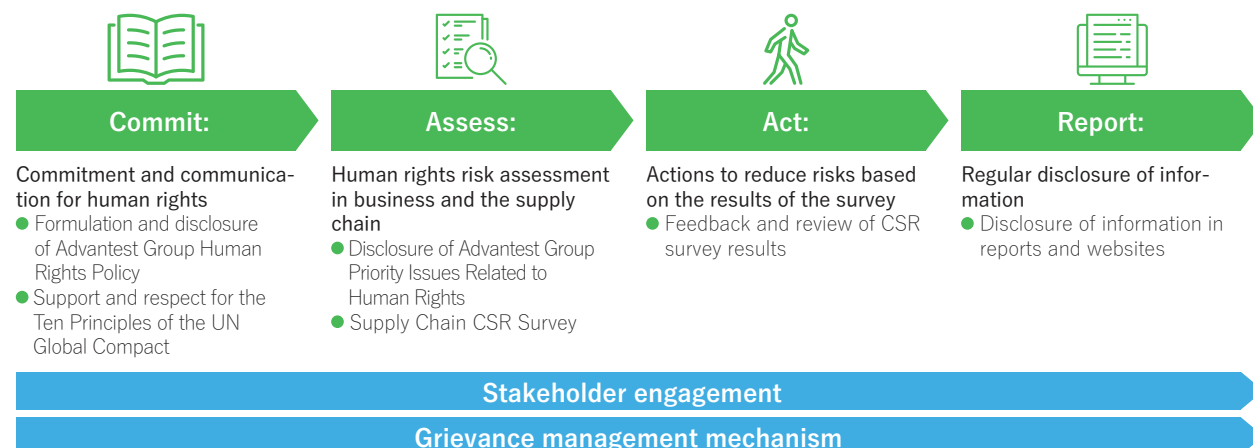 Commit:
Commitment and communica-
tion for human rights
Formulation and disclosure
of Advantest Group Human
Rights Policy
Support and respect for the
Ten Principles of the UN
Global Compact
Assess:
Human rights risk assessment
in business and the supply
chain
Disclosure of Advantest Group
Priority Issues Related to
Human Rights
Supply Chain CSR Survey
Act:
Actions to reduce risks based
on the results of the survey
Feedback and review of CSR
survey results
Report:
Regular disclosure of infor-
mation
Disclosure of information in
reports and websites
Stakeholder engagement
Grievance management mechanism